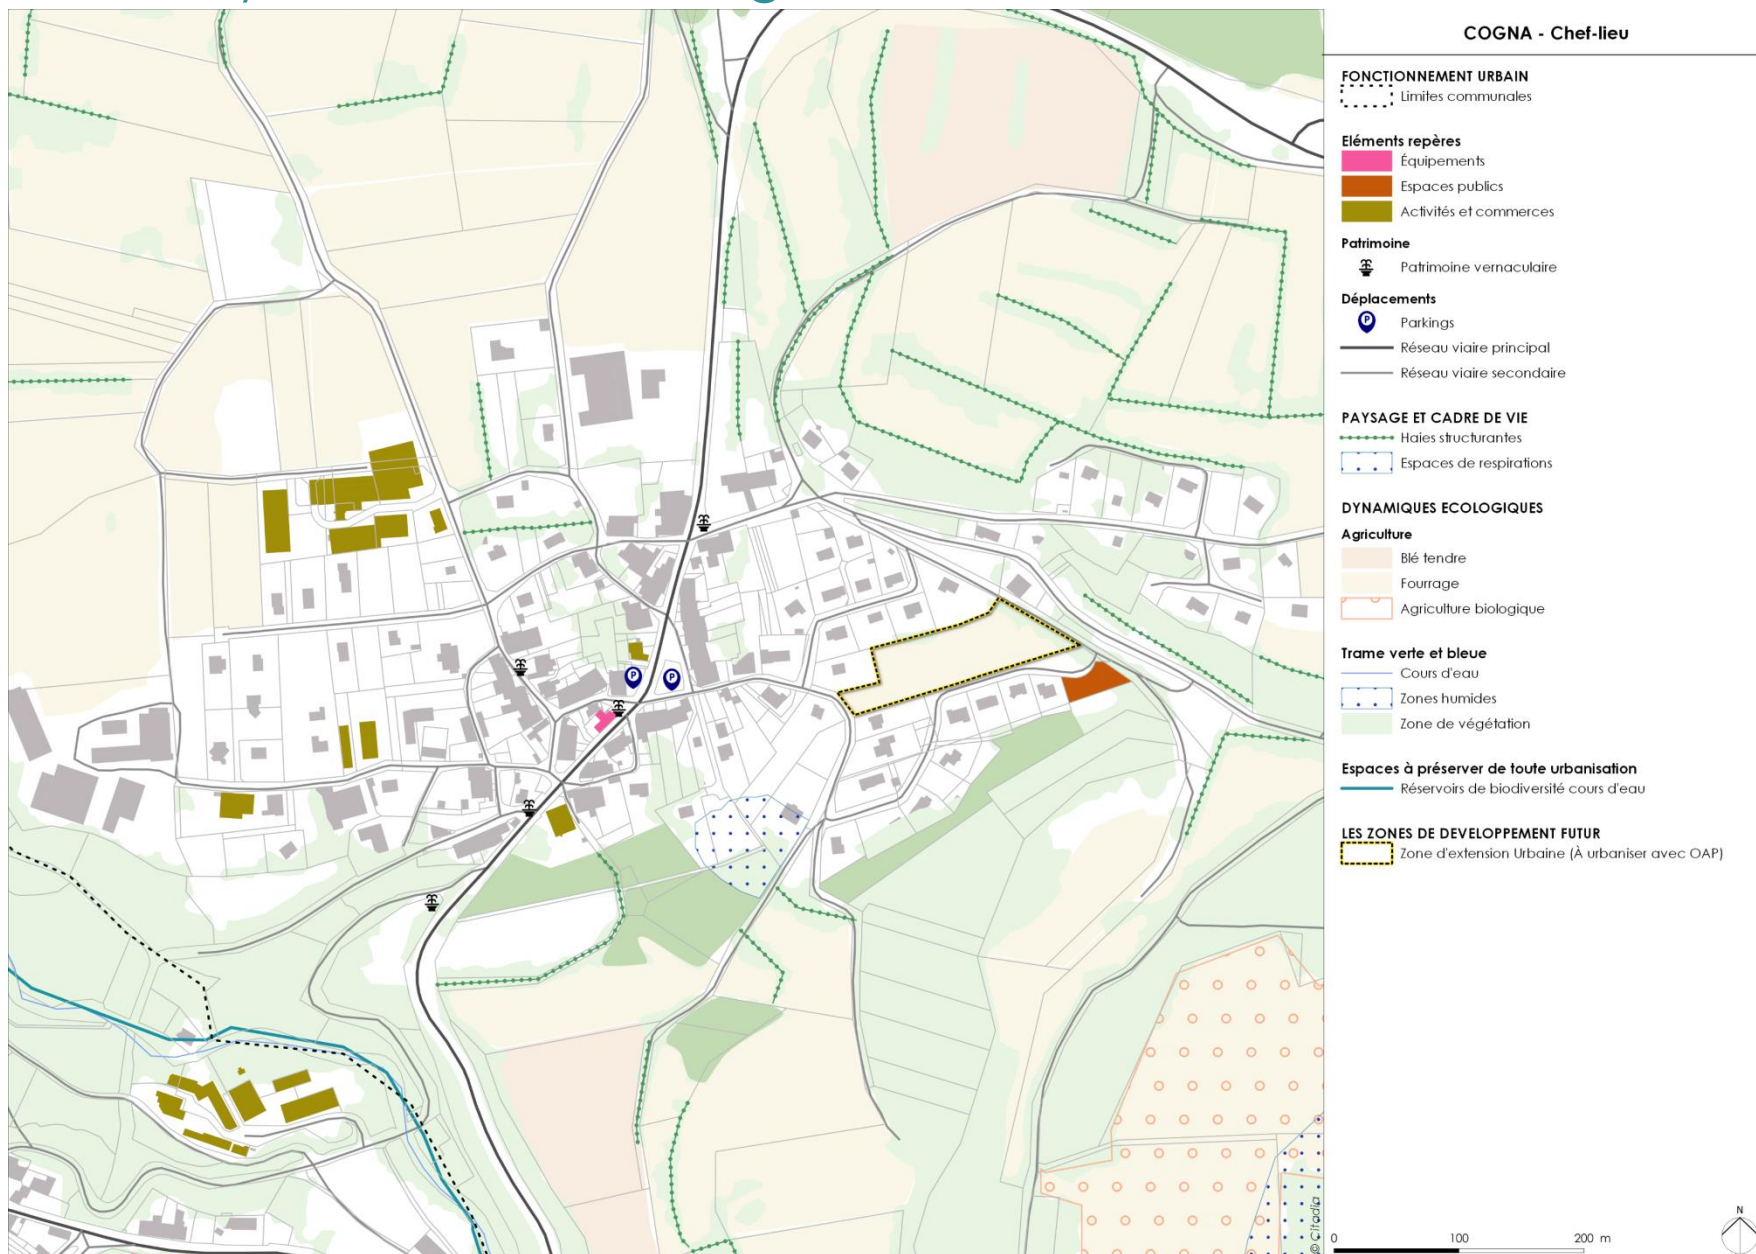 COGNA - Chef-lieu
FONCTIONNEMENT URBAIN
Limites communales
Eléments repères
Équipements
Espaces publics
Activités et commerces
Patrimoine
Patrimoine vernaculaire
Déplacements
P
Parkings
Réseau viaire principal
Réseau viaire secondaire
PAYSAGE ET CADRE DE VIE
Haies structurantes
Espaces de respirations
DYNAMIQUES ECOLOGIQUES
Agriculture
Blé tendre
Fourrage
Agriculture biologique
Trame verte et bleue
Cours d'eau
Zones humides
Zone de végétation
Espaces à préserver de toute urbanisation
Réservoirs de biodiversité cours d'eau
LES ZONES DE DEVELOPPEMENT FUTUR
Zone d'extension Urbaine (À urbaniser avec OAP)
P P
© Citadia
N
0 100 200 m